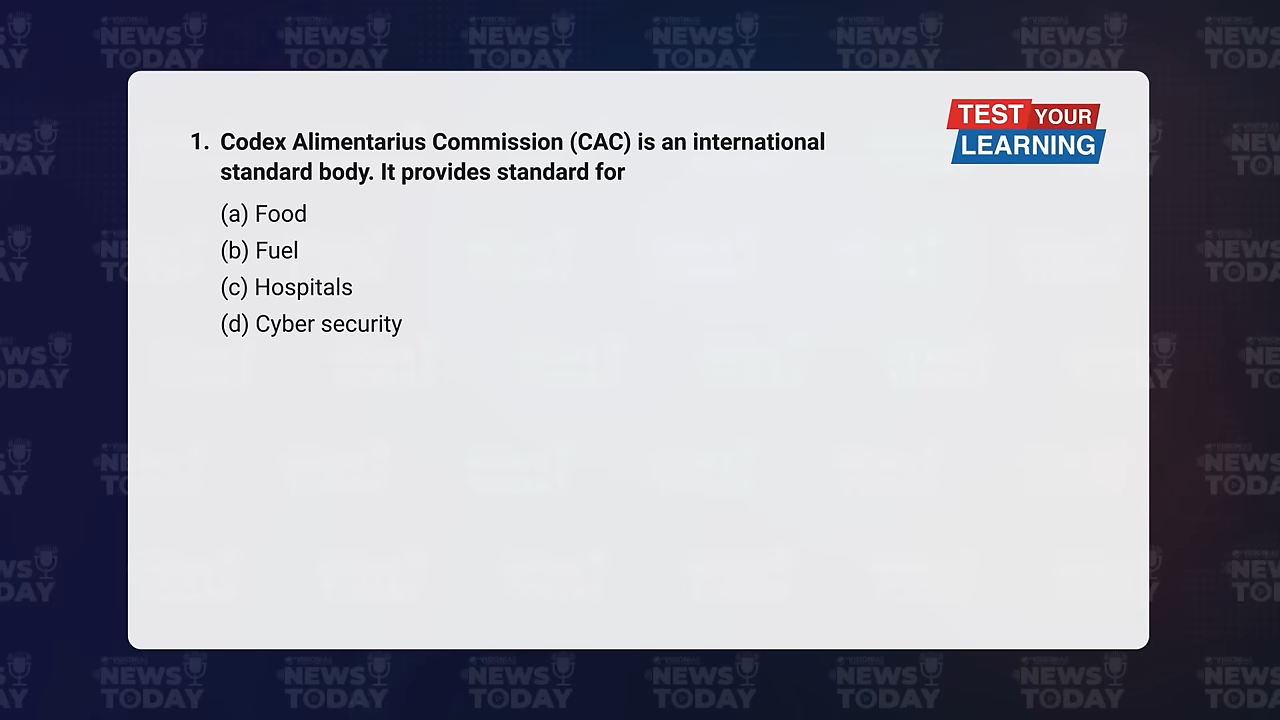 TEST YOUR
LEARNING
1. Codex Alimentarius Commission (CAC) is an international
standard body. It provides standard for
(a) Food
(b) Fuel
(c) Hospitals
(d) Cyber security
NEWS
TODAY